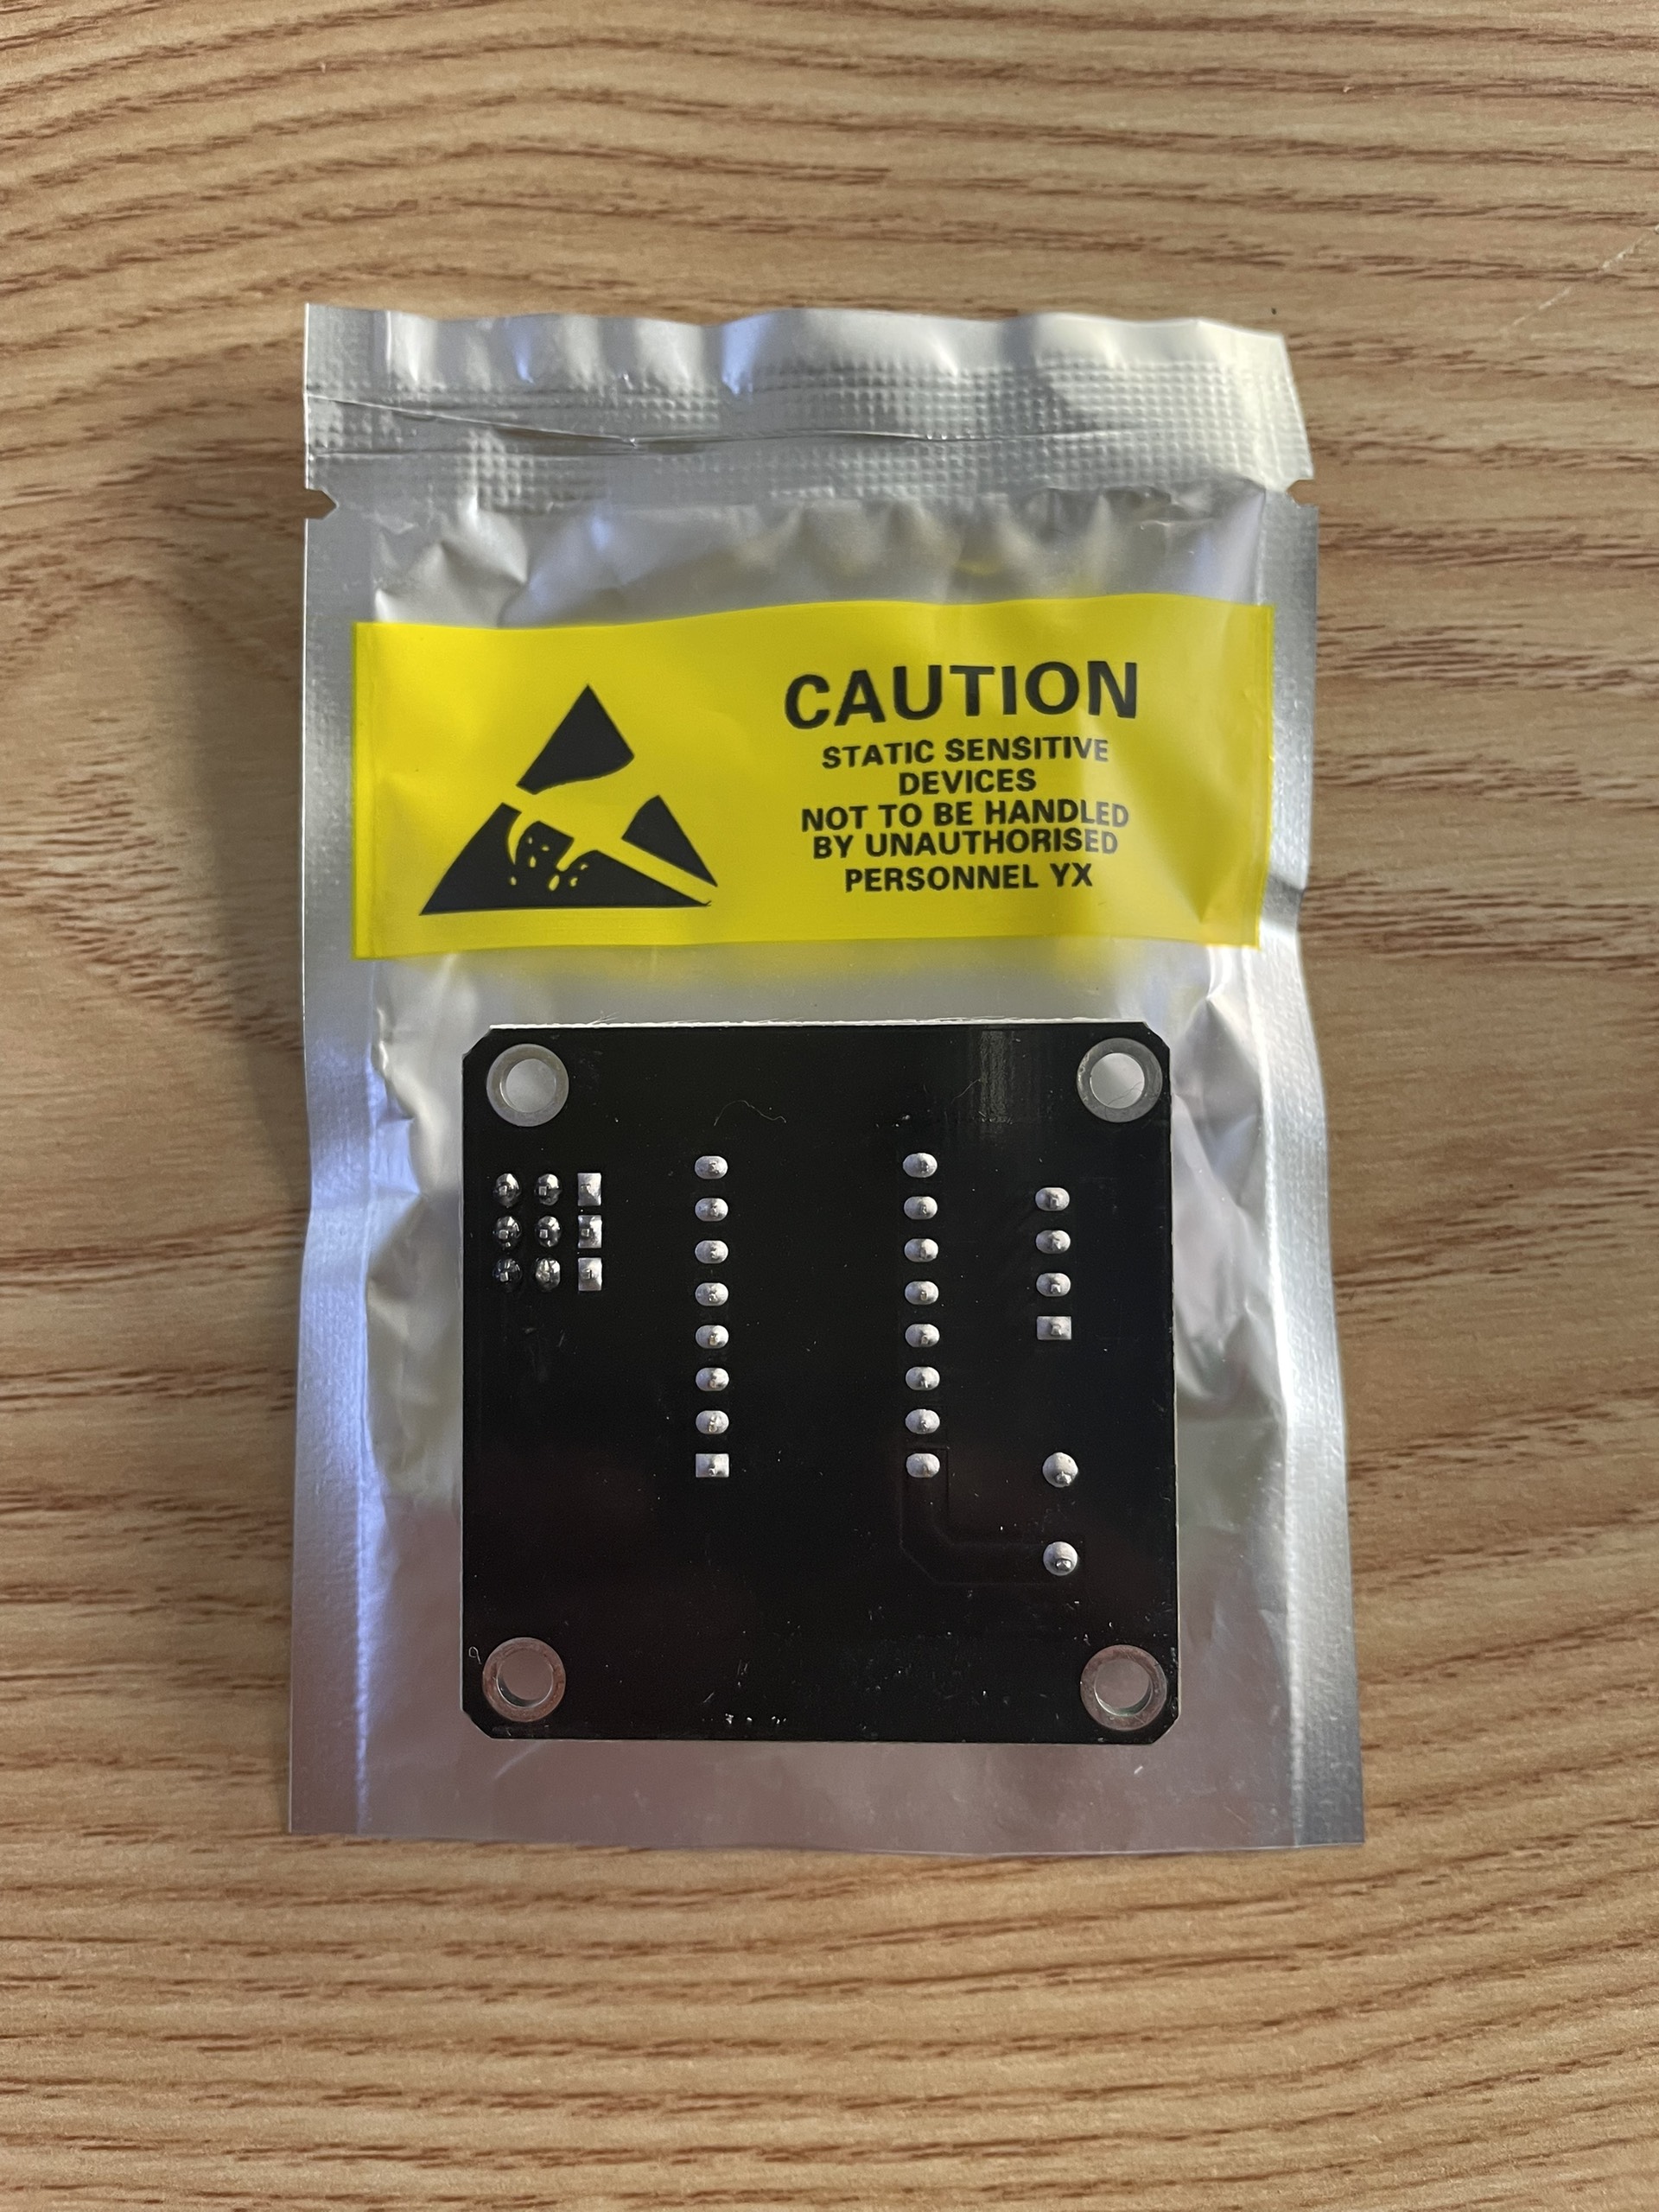 CAUTION
STATIC SENSITIVE
DEVICES
NOT TO BE HANDLED
BY UNAUTHORISED
PERSONNEL YX